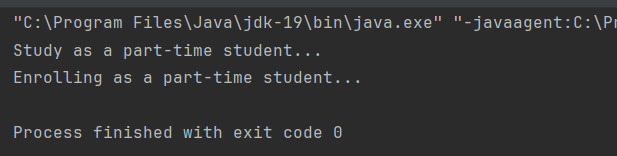 "C:\Program Files\Java\jdk-19\bin\java.exe" "-javaagent:C:\Pr
Study as a part-time student...
Enrolling as a part-time student...
Process finished with exit code 0